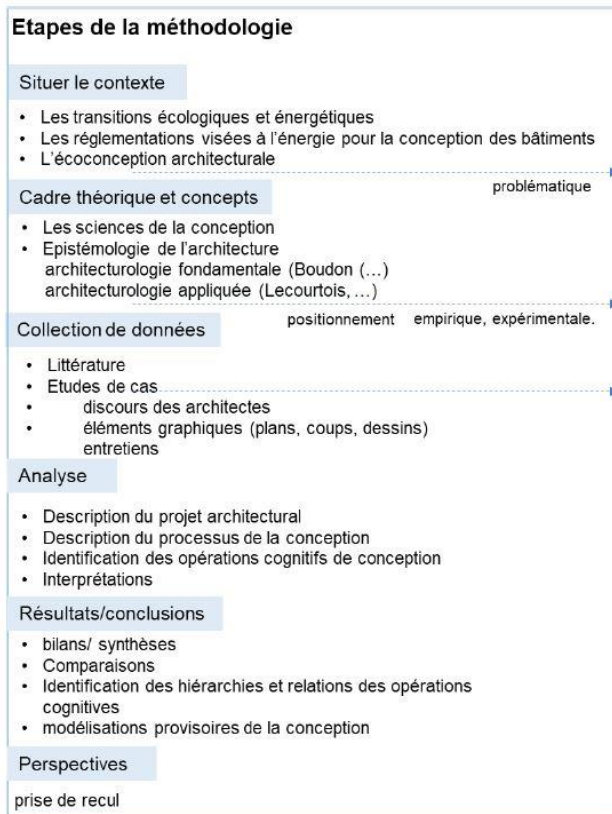 Etapes de la méthodologie
Situer le contexte
• Les transitions écologiques et énergétiques
• Les réglementations visées à l'énergie pour la conception des bâtiments
• L'écoconception architecturale
problématique
Cadre théorique et concepts
• Les sciences de la conception
• Epistémologie de l'architecture
architecturologie fondamentale (Boudon (…)
architecturologie appliquée (Lecourtois, …)
positionnement empirique, expérimentale.
Collection de données
• Littérature
• Etudes de cas
• discours des architectes
• éléments graphiques (plans, coups, dessins)
entretiens
Analyse
• Description du projet architectural
• Description du processus de la conception
• Identification des opérations cognitifs de conception
• Interprétations
Résultats/conclusions
• bilans/ synthèses
• Comparaisons
• Identification des hiérarchies et relations des opérations
cognitives
• modélisations provisoires de la conception
Perspectives
prise de recul